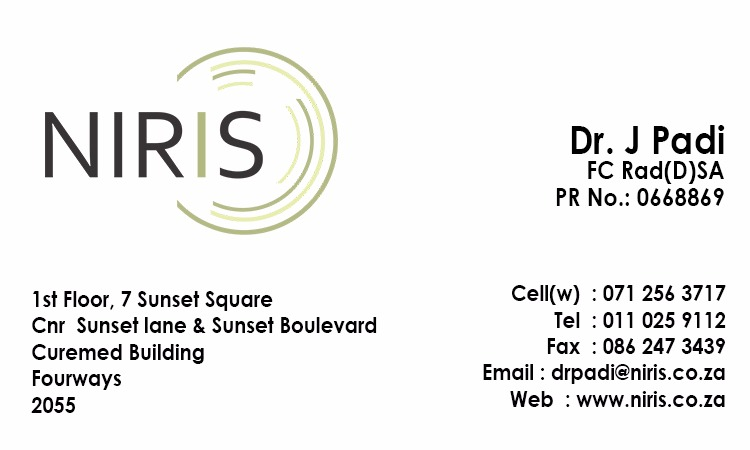 NIRIS
Dr. J Padi
FC Rad(D)SA
PR No.: 0668869
1st Floor, 7 Sunset Square
Cnr  Sunset lane & Sunset Boulevard
Curemed Building
Fourways
2055
Cell(w)  : 071 256 3717
Tel  : 011 025 9112
Fax  : 086 247 3439
Email : drpadi@niris.co.za
Web  : www.niris.co.za